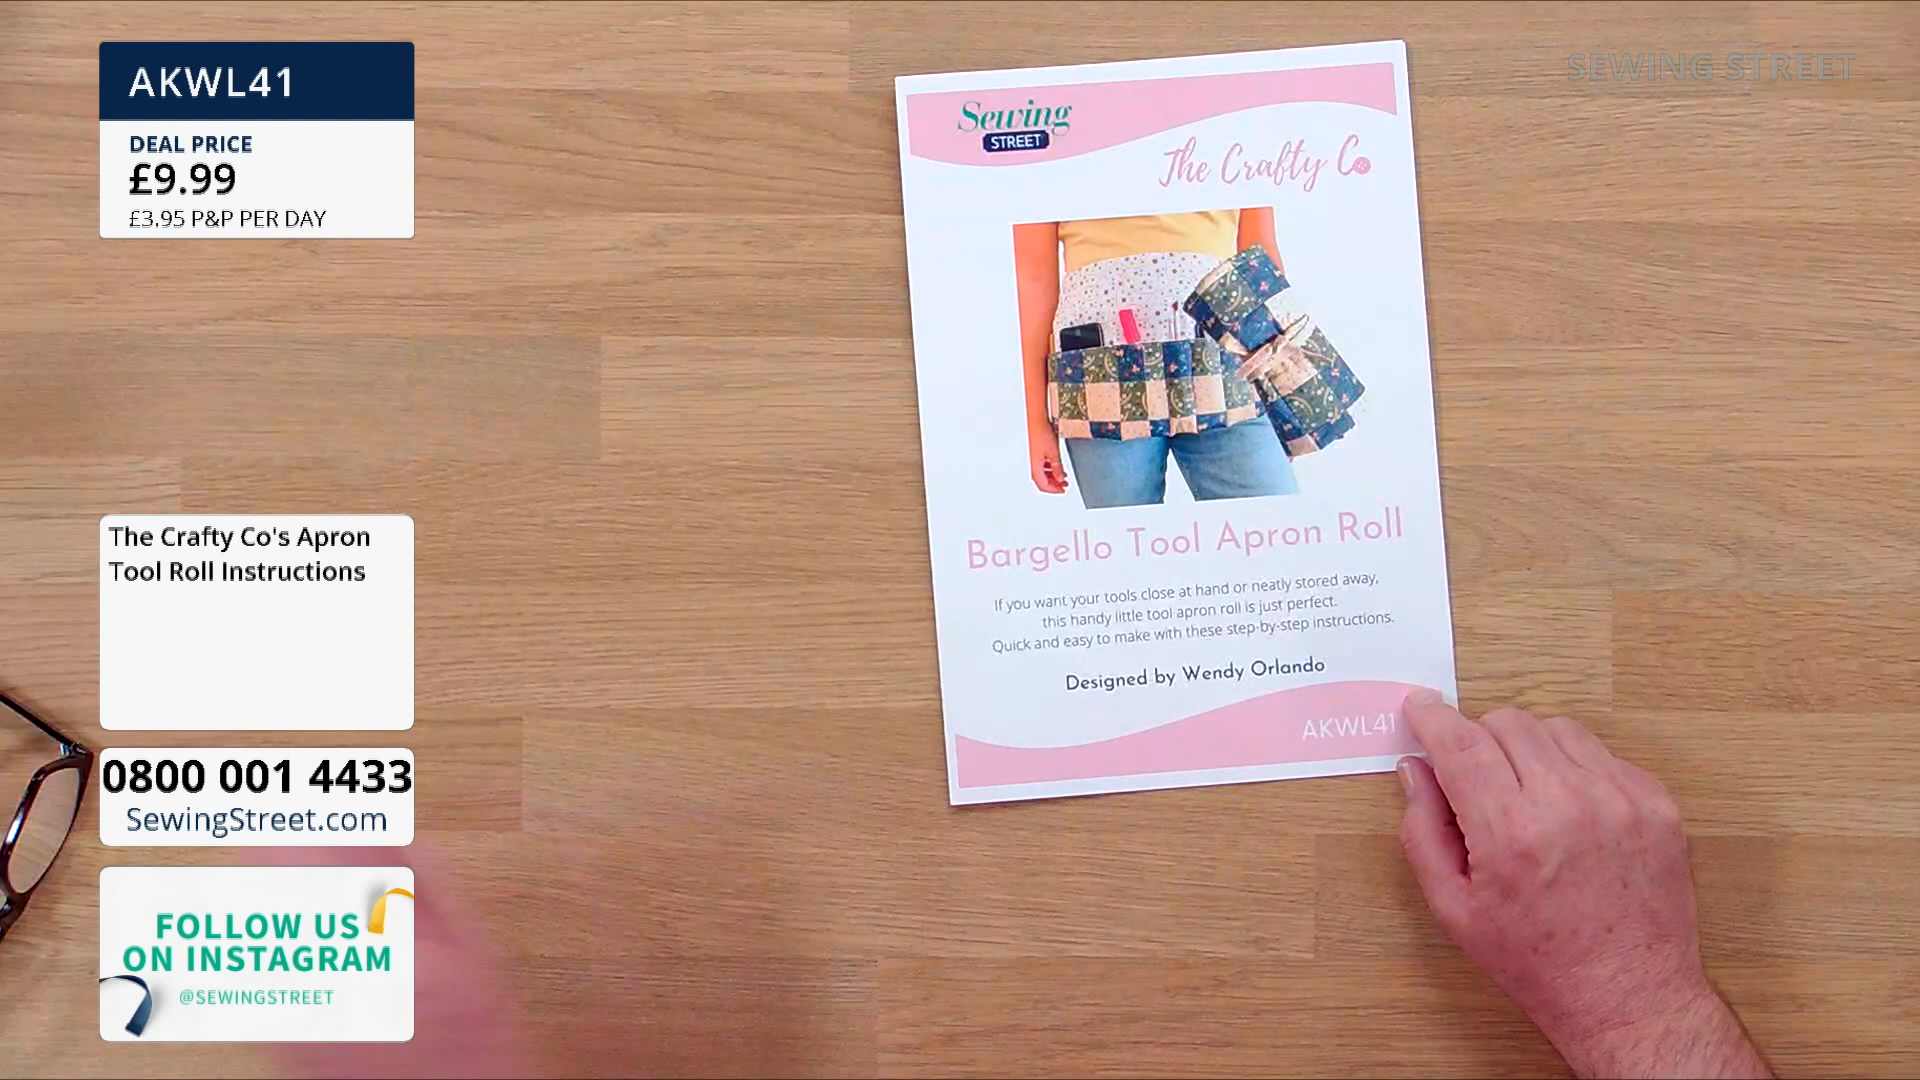 AKWL41
DEAL PRICE
£9.99
£3.95 P&P PER DAY
The Crafty Co's Apron
Tool Roll Instructions
0800 001 4433
SewingStreet.com
FOLLOW US
ON INSTAGRAM
@SEWINGSTREET
SEWING STREET
Sewing
STREET
The Crafty Co
Bargello Tool Apron Roll
If you want your tools close at hand or neatly stored away,
this handy little tool apron roll is just perfect.
Quick and easy to make with these step-by-step instructions.
Designed by Wendy Orlando
AKWL41